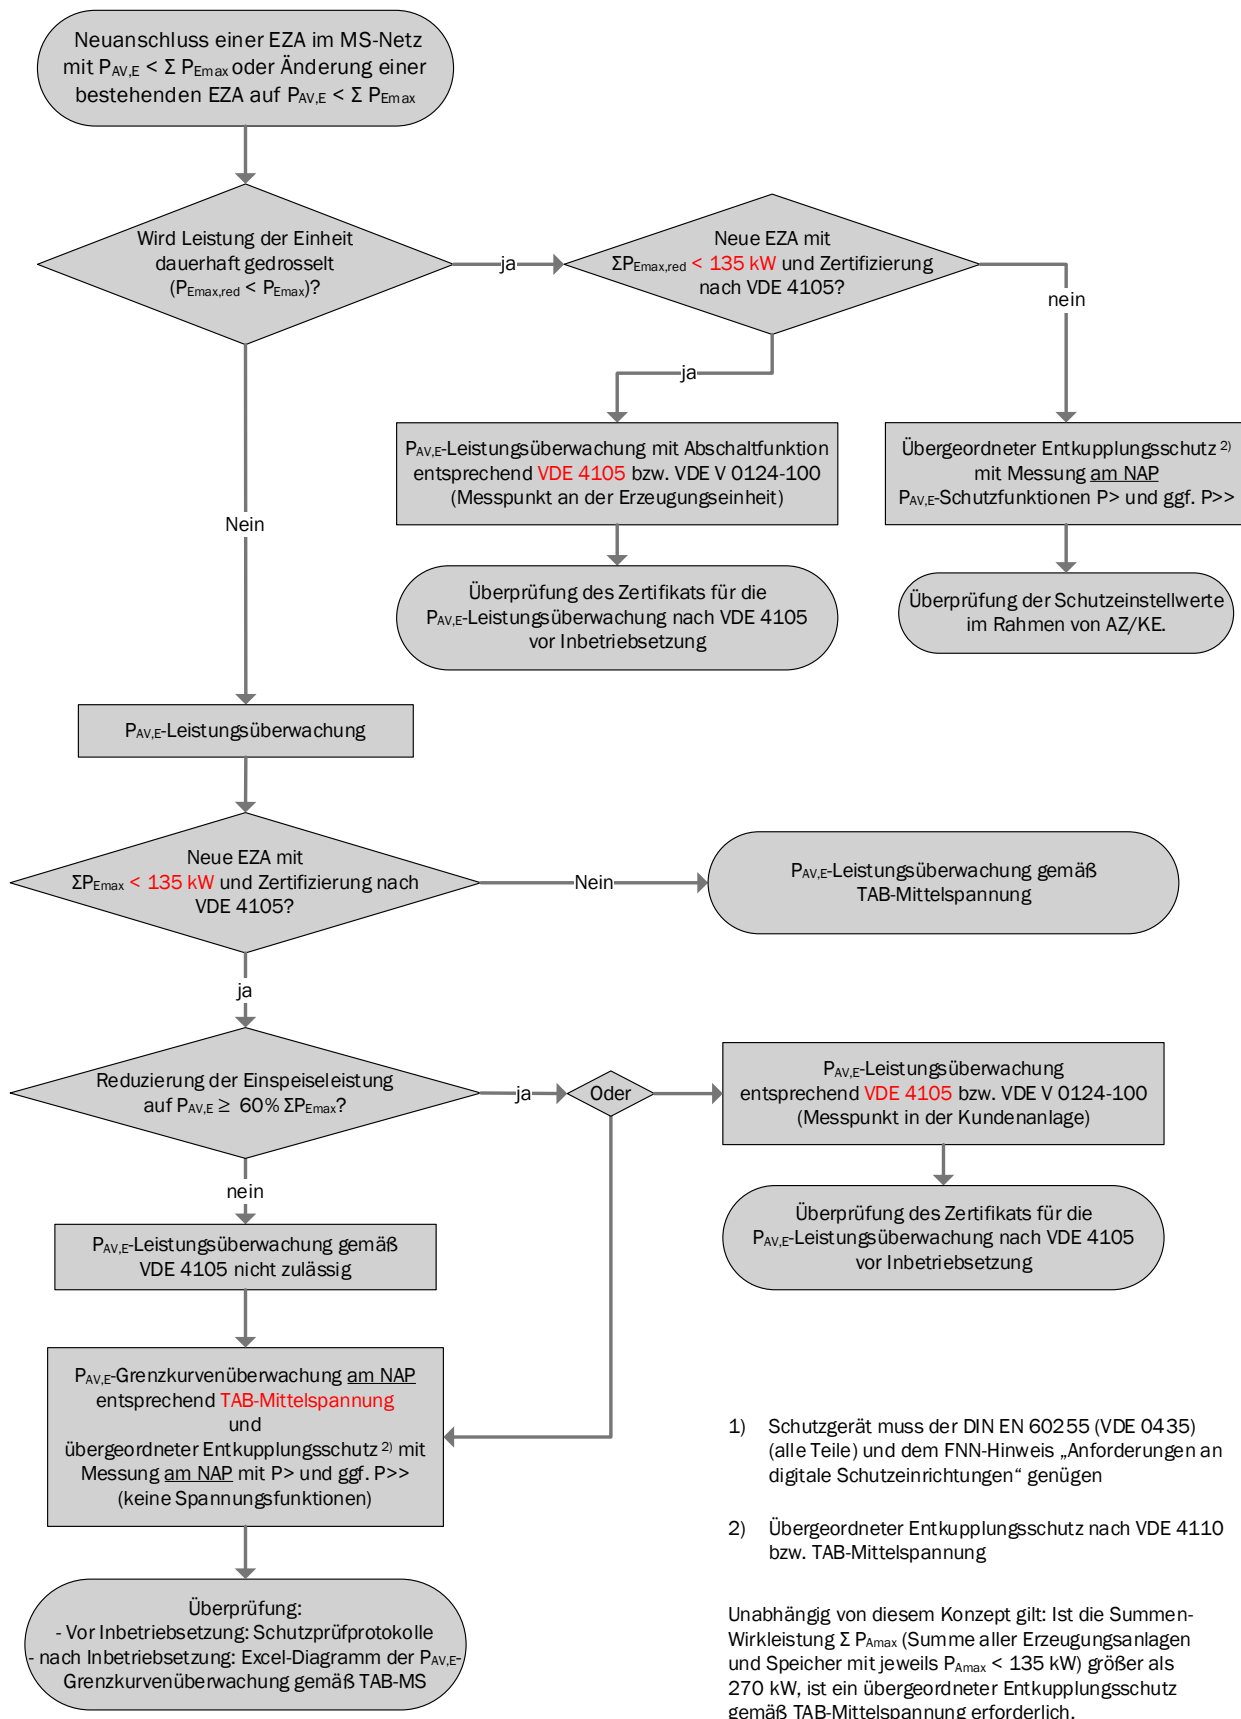 Neuanschluss einer EZA im MS-Netz
mit PAV,E < Σ PEmax oder Änderung einer
bestehenden EZA auf PAV,E < Σ PEmax
Wird Leistung der Einheit
dauerhaft gedrosselt
(PEmax,red < PEmax)?
ja
Neue EZA mit
ΣPEmax,red < 135 kW und Zertifizierung
nach VDE 4105?
nein
ja
PAV,E-Leistungsüberwachung mit Abschaltfunktion
entsprechend VDE 4105 bzw. VDE V 0124-100
(Messpunkt an der Erzeugungseinheit)
Übergeordneter Entkupplungsschutz 2)
mit Messung am NAP
PAV,E-Schutzfunktionen P> und ggf. P>>
Nein
Überprüfung des Zertifikats für die
PAV,E-Leistungsüberwachung nach VDE 4105
vor Inbetriebsetzung
Überprüfung der Schutzeinstellwerte
im Rahmen von AZ/KE.
PAV,E-Leistungsüberwachung
Neue EZA mit
ΣPEmax < 135 kW und Zertifizierung nach
VDE 4105?
Nein
PAV,E-Leistungsüberwachung gemäß
TAB-Mittelspannung
ja
Reduzierung der Einspeiseleistung
auf PAV,E ≥ 60% ΣPEmax?
ja
Oder
PAV,E-Leistungsüberwachung
entsprechend VDE 4105 bzw. VDE V 0124-100
(Messpunkt in der Kundenanlage)
nein
Überprüfung des Zertifikats für die
PAV,E-Leistungsüberwachung nach VDE 4105
vor Inbetriebsetzung
PAV,E-Leistungsüberwachung gemäß
VDE 4105 nicht zulässig
PAV,E-Grenzkurvenüberwachung am NAP
entsprechend TAB-Mittelspannung
und
übergeordneter Entkupplungsschutz 2) mit
Messung am NAP mit P> und ggf. P>>
(keine Spannungsfunktionen)
Überprüfung:
- Vor Inbetriebsetzung: Schutzprüfprotokolle
- nach Inbetriebsetzung: Excel-Diagramm der PAV,E-
Grenzkurvenüberwachung gemäß TAB-MS
1) Schutzgerät muss der DIN EN 60255 (VDE 0435)
(alle Teile) und dem FNN-Hinweis „Anforderungen an
digitale Schutzeinrichtungen“ genügen
2) Übergeordneter Entkupplungsschutz nach VDE 4110
bzw. TAB-Mittelspannung
Unabhängig von diesem Konzept gilt: Ist die Summen-
Wirkleistung Σ PAmax (Summe aller Erzeugungsanlagen
und Speicher mit jeweils PAmax < 135 kW) größer als
270 kW, ist ein übergeordneter Entkupplungsschutz
gemäß TAB-Mittelspannung erforderlich.